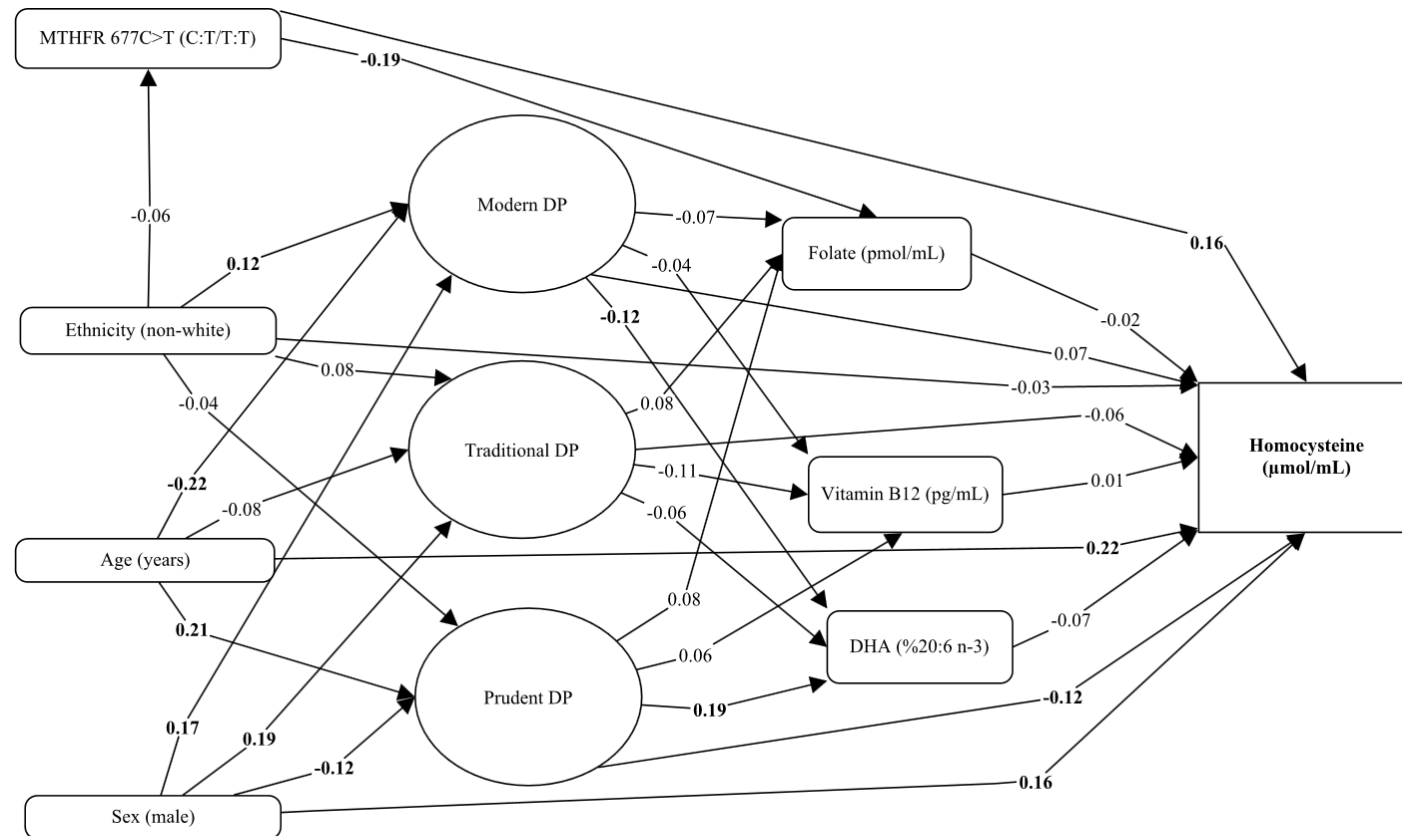 MTHFR 677C>T (C:T/T:T)
-0.19
Modern DP
-0.06
-0.07
0.16
Folate (pmol/mL)
0.12
-0.04
-0.12
-0.02
Ethnicity (non-white)
0.07
0.08
-0.03
-0.04
0.08
-0.06
Homocysteine
(µmol/mL)
Traditional DP
-0.11
0.01
-0.22
Vitamin B12 (pg/mL)
-0.08
-0.06
Age (years)
0.22
0.08
0.21
-0.07
DHA (%20:6 n-3)
0.06
Prudent DP
-0.12
0.19
0.17
0.19
-0.12
0.16
Sex (male)